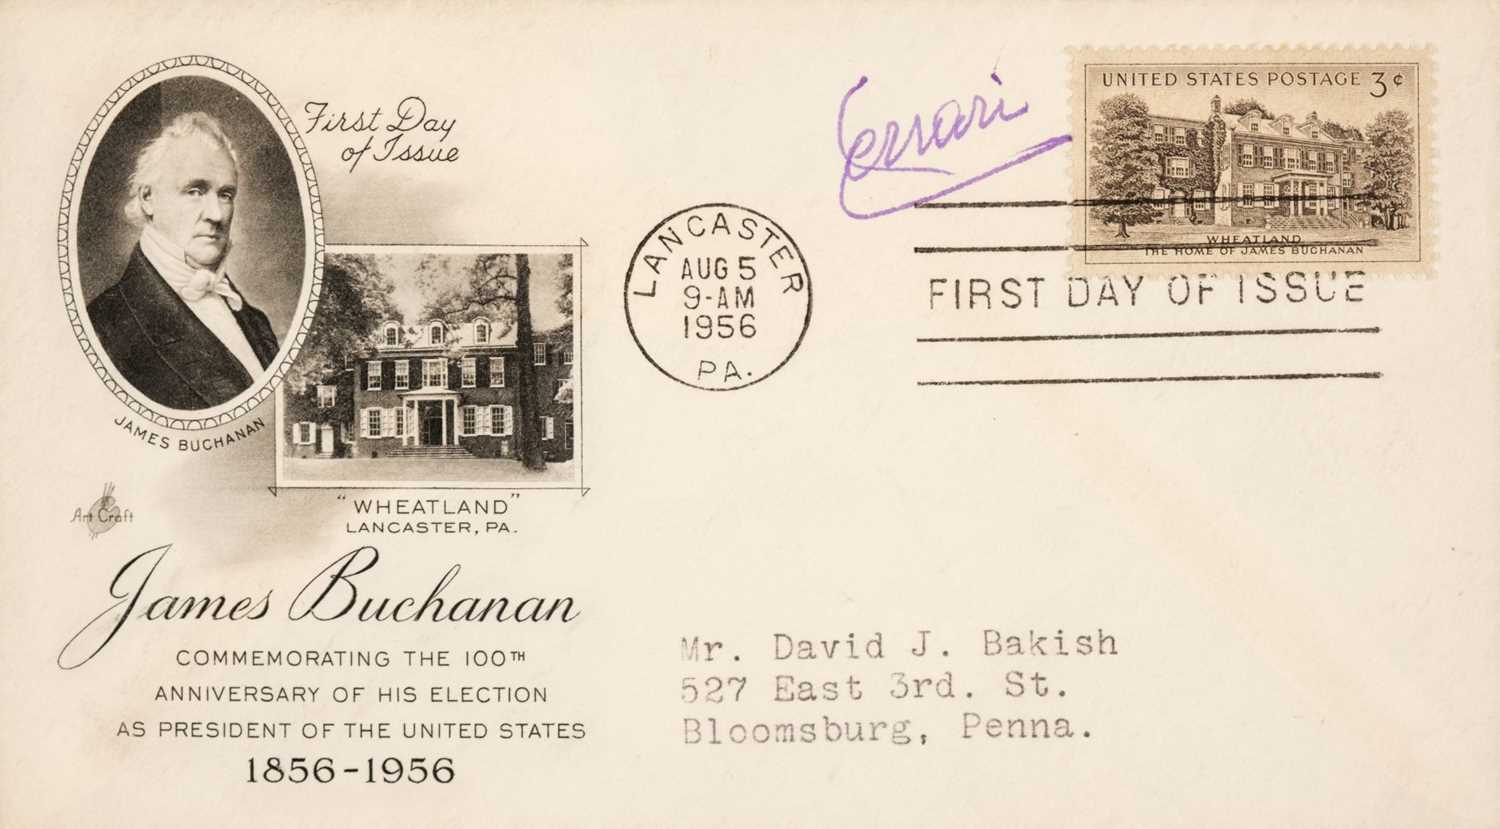 First Day
of Issue
JAMES BUCHANAN
"WHEATLAND"
LANCASTER, PA.
Art Craft
James Buchanan
COMMEMORATING THE 100TH
ANNIVERSARY OF HIS ELECTION
AS PRESIDENT OF THE UNITED STATES
1856-1956
LANCASTER
AUG 5
9-AM
1956
PA.
UNITED STATES POSTAGE 3¢
WHEATLAND
THE HOME OF JAMES BUCHANAN
FIRST DAY OF ISSUE
Mr. David J. Bakish
527 East 3rd. St.
Bloomsburg, Penna.